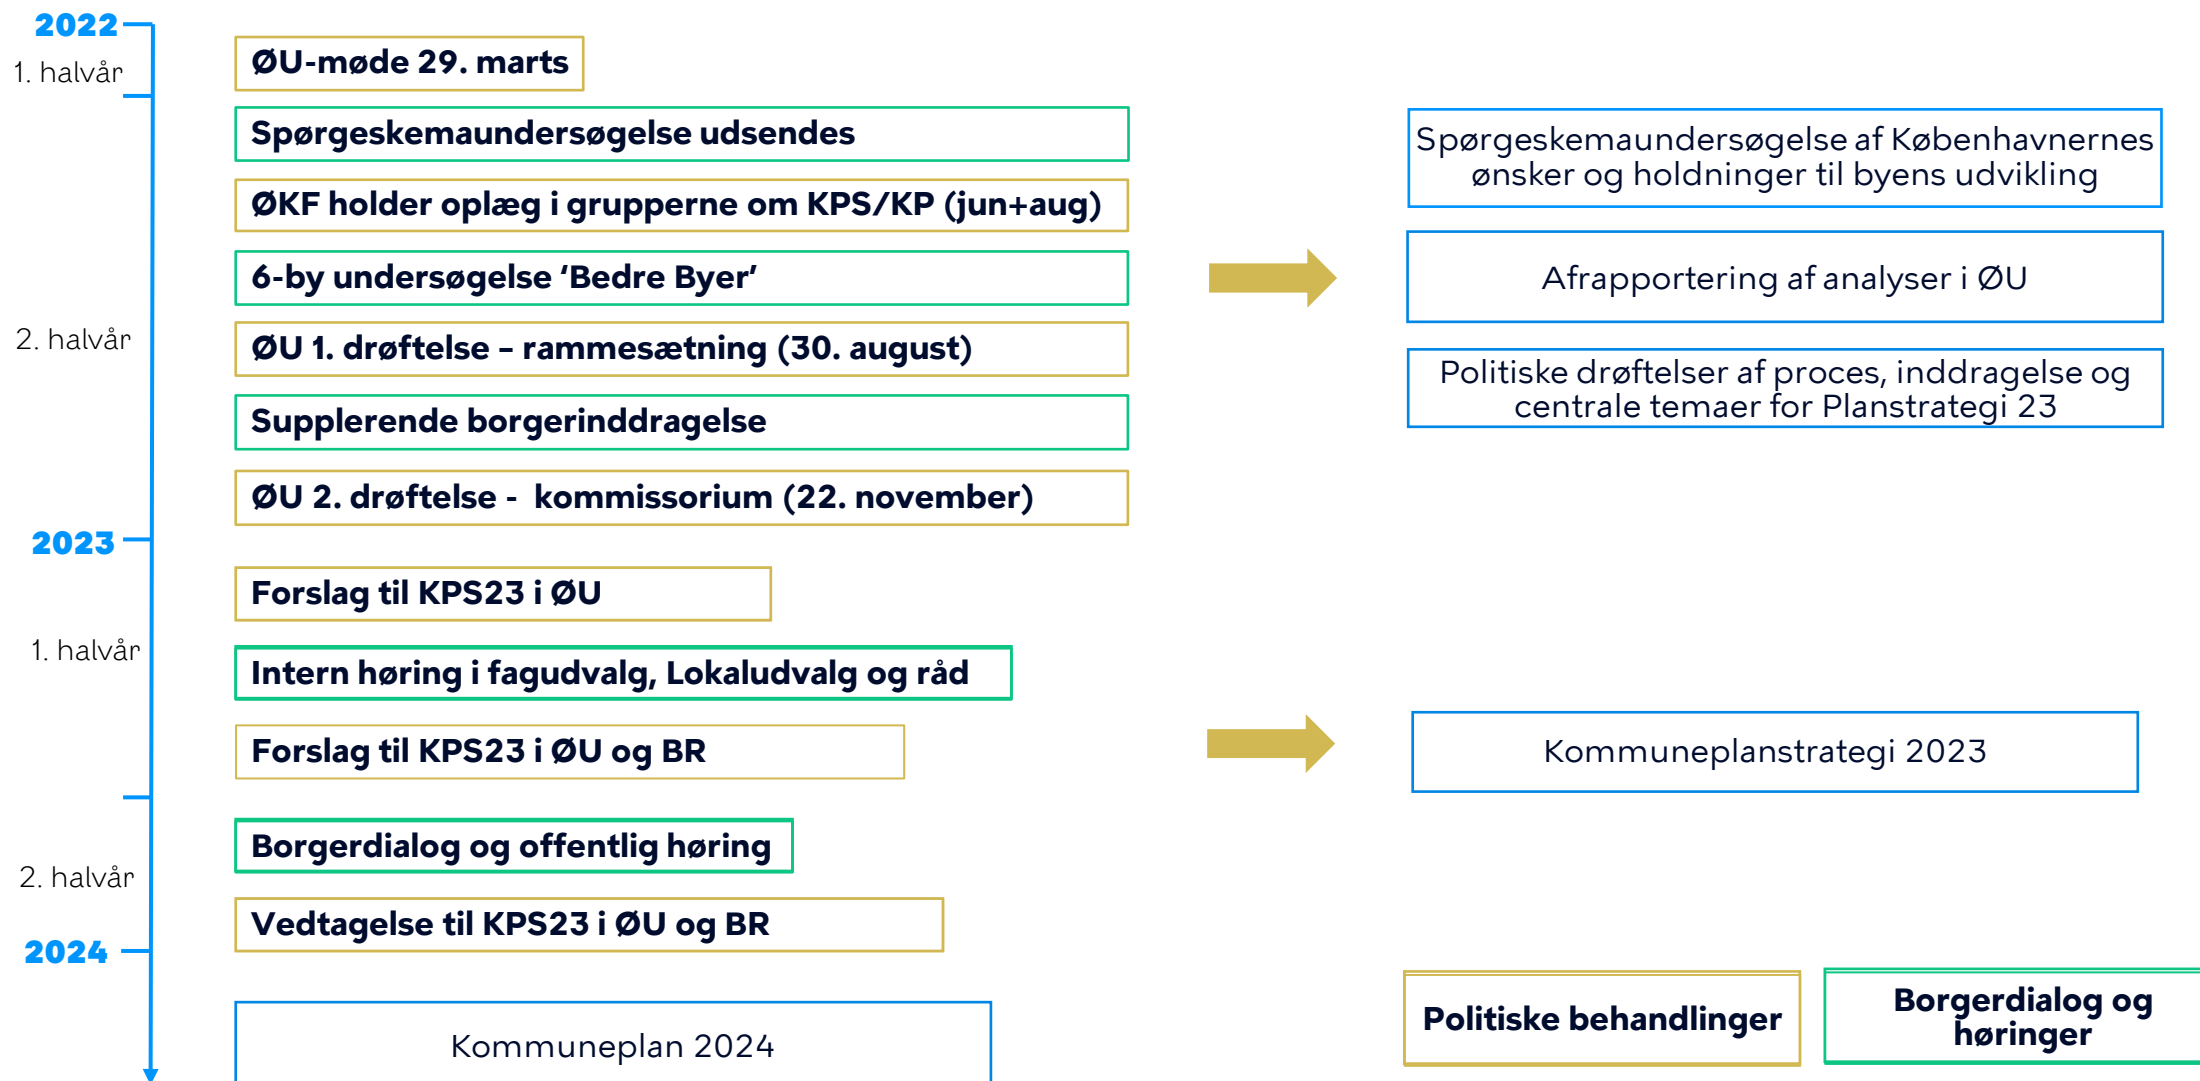 2022
1. halvår
ØU-møde 29. marts
Spørgeskemaundersøgelse udsendes
ØKF holder oplæg i grupperne om KPS/KP (jun+aug)
6-by undersøgelse ‘Bedre Byer’
2. halvår
ØU 1. drøftelse – rammesætning (30. august)
Supplerende borgerinddragelse
ØU 2. drøftelse - kommissorium (22. november)
Spørgeskemaundersøgelse af Københavnernes
ønsker og holdninger til byens udvikling
Afrapportering af analyser i ØU
Politiske drøftelser af proces, inddragelse og
centrale temaer for Planstrategi 23
2023
Forslag til KPS23 i ØU
1. halvår
Intern høring i fagudvalg, Lokaludvalg og råd
Forslag til KPS23 i ØU og BR
Kommuneplanstrategi 2023
Borgerdialog og offentlig høring
2. halvår
Vedtagelse til KPS23 i ØU og BR
2024
Kommuneplan 2024
Politiske behandlinger
Borgerdialog og
høringer